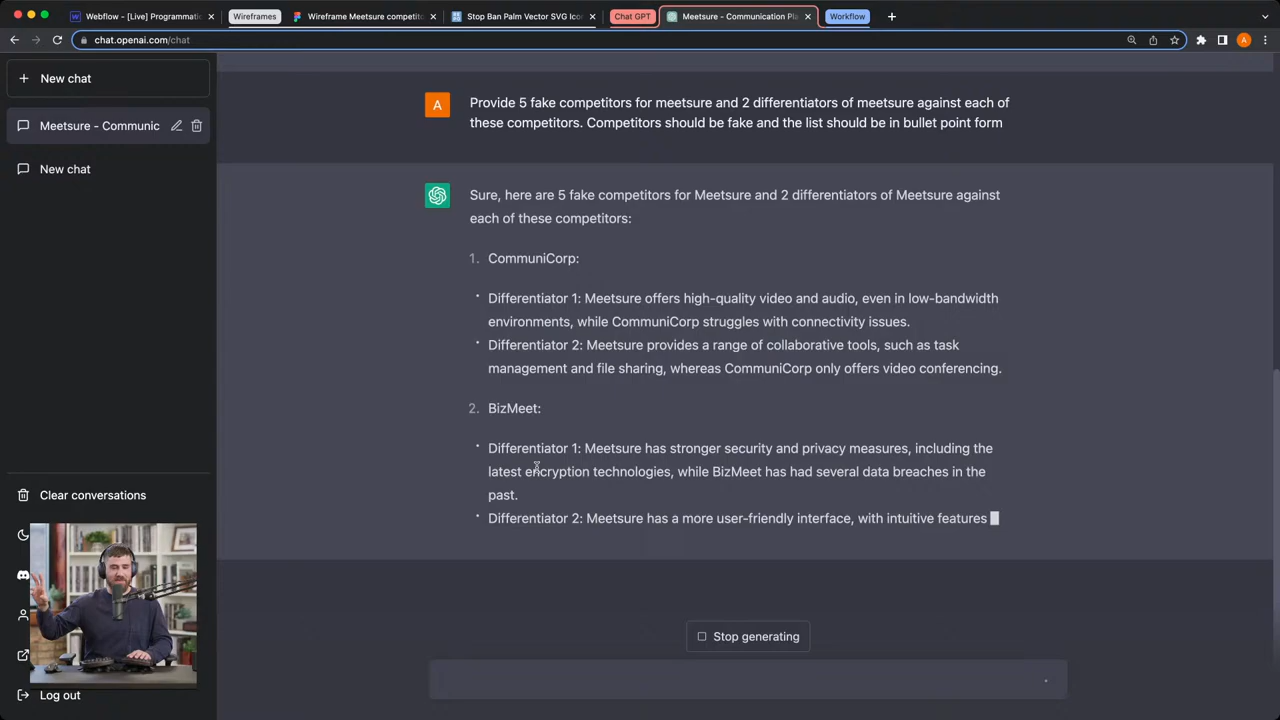 Webflow - [Live] Programmatic
Wireframes
Wireframe Meetsure competito
Stop Ban Palm Vector SVG Ico
Chat GPT
Meetsure - Communication Pl
Workflow
chat.openai.com/chat
A
New chat
Meetsure - Communic
New chat
Clear conversations
Log out
A
Provide 5 fake competitors for meetsure and 2 differentiators of meetsure against each of
these competitors. Competitors should be fake and the list should be in bullet point form
Sure, here are 5 fake competitors for Meetsure and 2 differentiators of Meetsure against
each of these competitors:
1. CommuniCorp:
• Differentiator 1: Meetsure offers high-quality video and audio, even in low-bandwidth
environments, while CommuniCorp struggles with connectivity issues.
• Differentiator 2: Meetsure provides a range of collaborative tools, such as task
management and file sharing, whereas CommuniCorp only offers video conferencing.
2. BizMeet:
• Differentiator 1: Meetsure has stronger security and privacy measures, including the
latest encryption technologies, while BizMeet has had several data breaches in the
past.
• Differentiator 2: Meetsure has a more user-friendly interface, with intuitive features
Stop generating